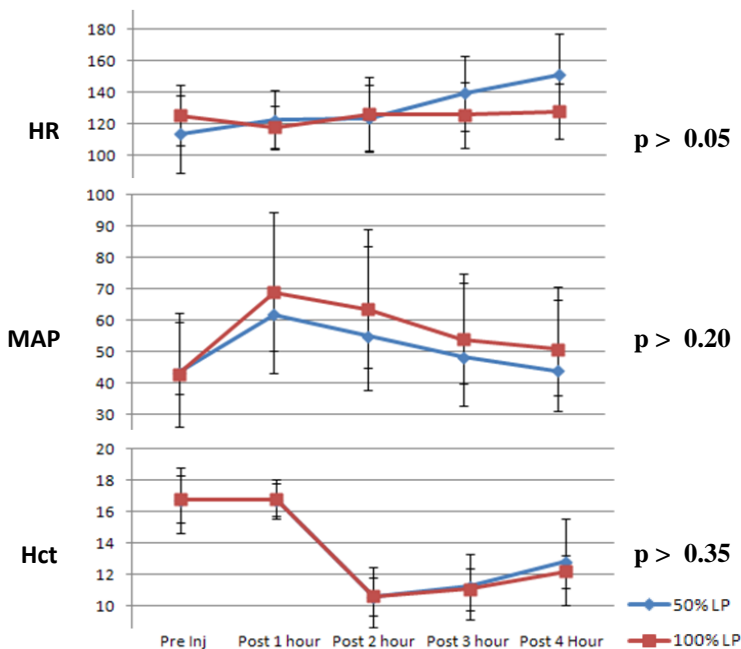 180
160
140
120
100
HR
p > 0.05
100
90
80
70
60
50
40
30
MAP
p > 0.20
20
18
16
14
12
10
Hct
p > 0.35
50% LP
100% LP
Pre Inj Post 1 hour Post 2 hour Post 3 hour Post 4 Hour